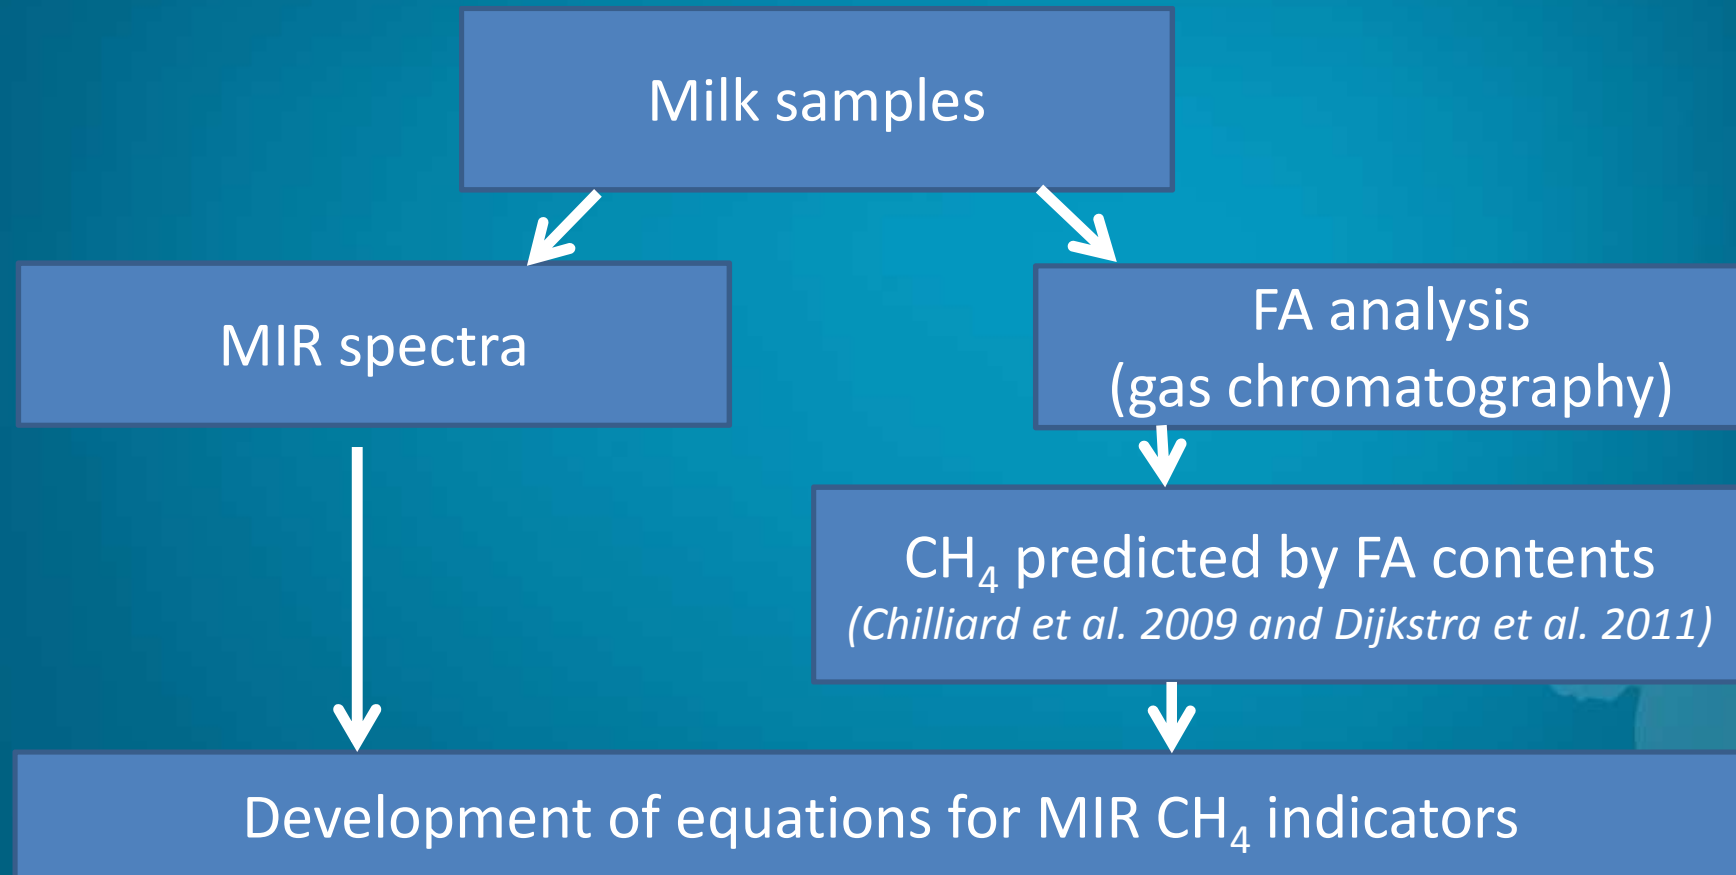 Milk samples
MIR spectra
FA analysis
(gas chromatography)
CH₄ predicted by FA contents
(Chilliard et al. 2009 and Dijkstra et al. 2011)
Development of equations for MIR CH₄ indicators